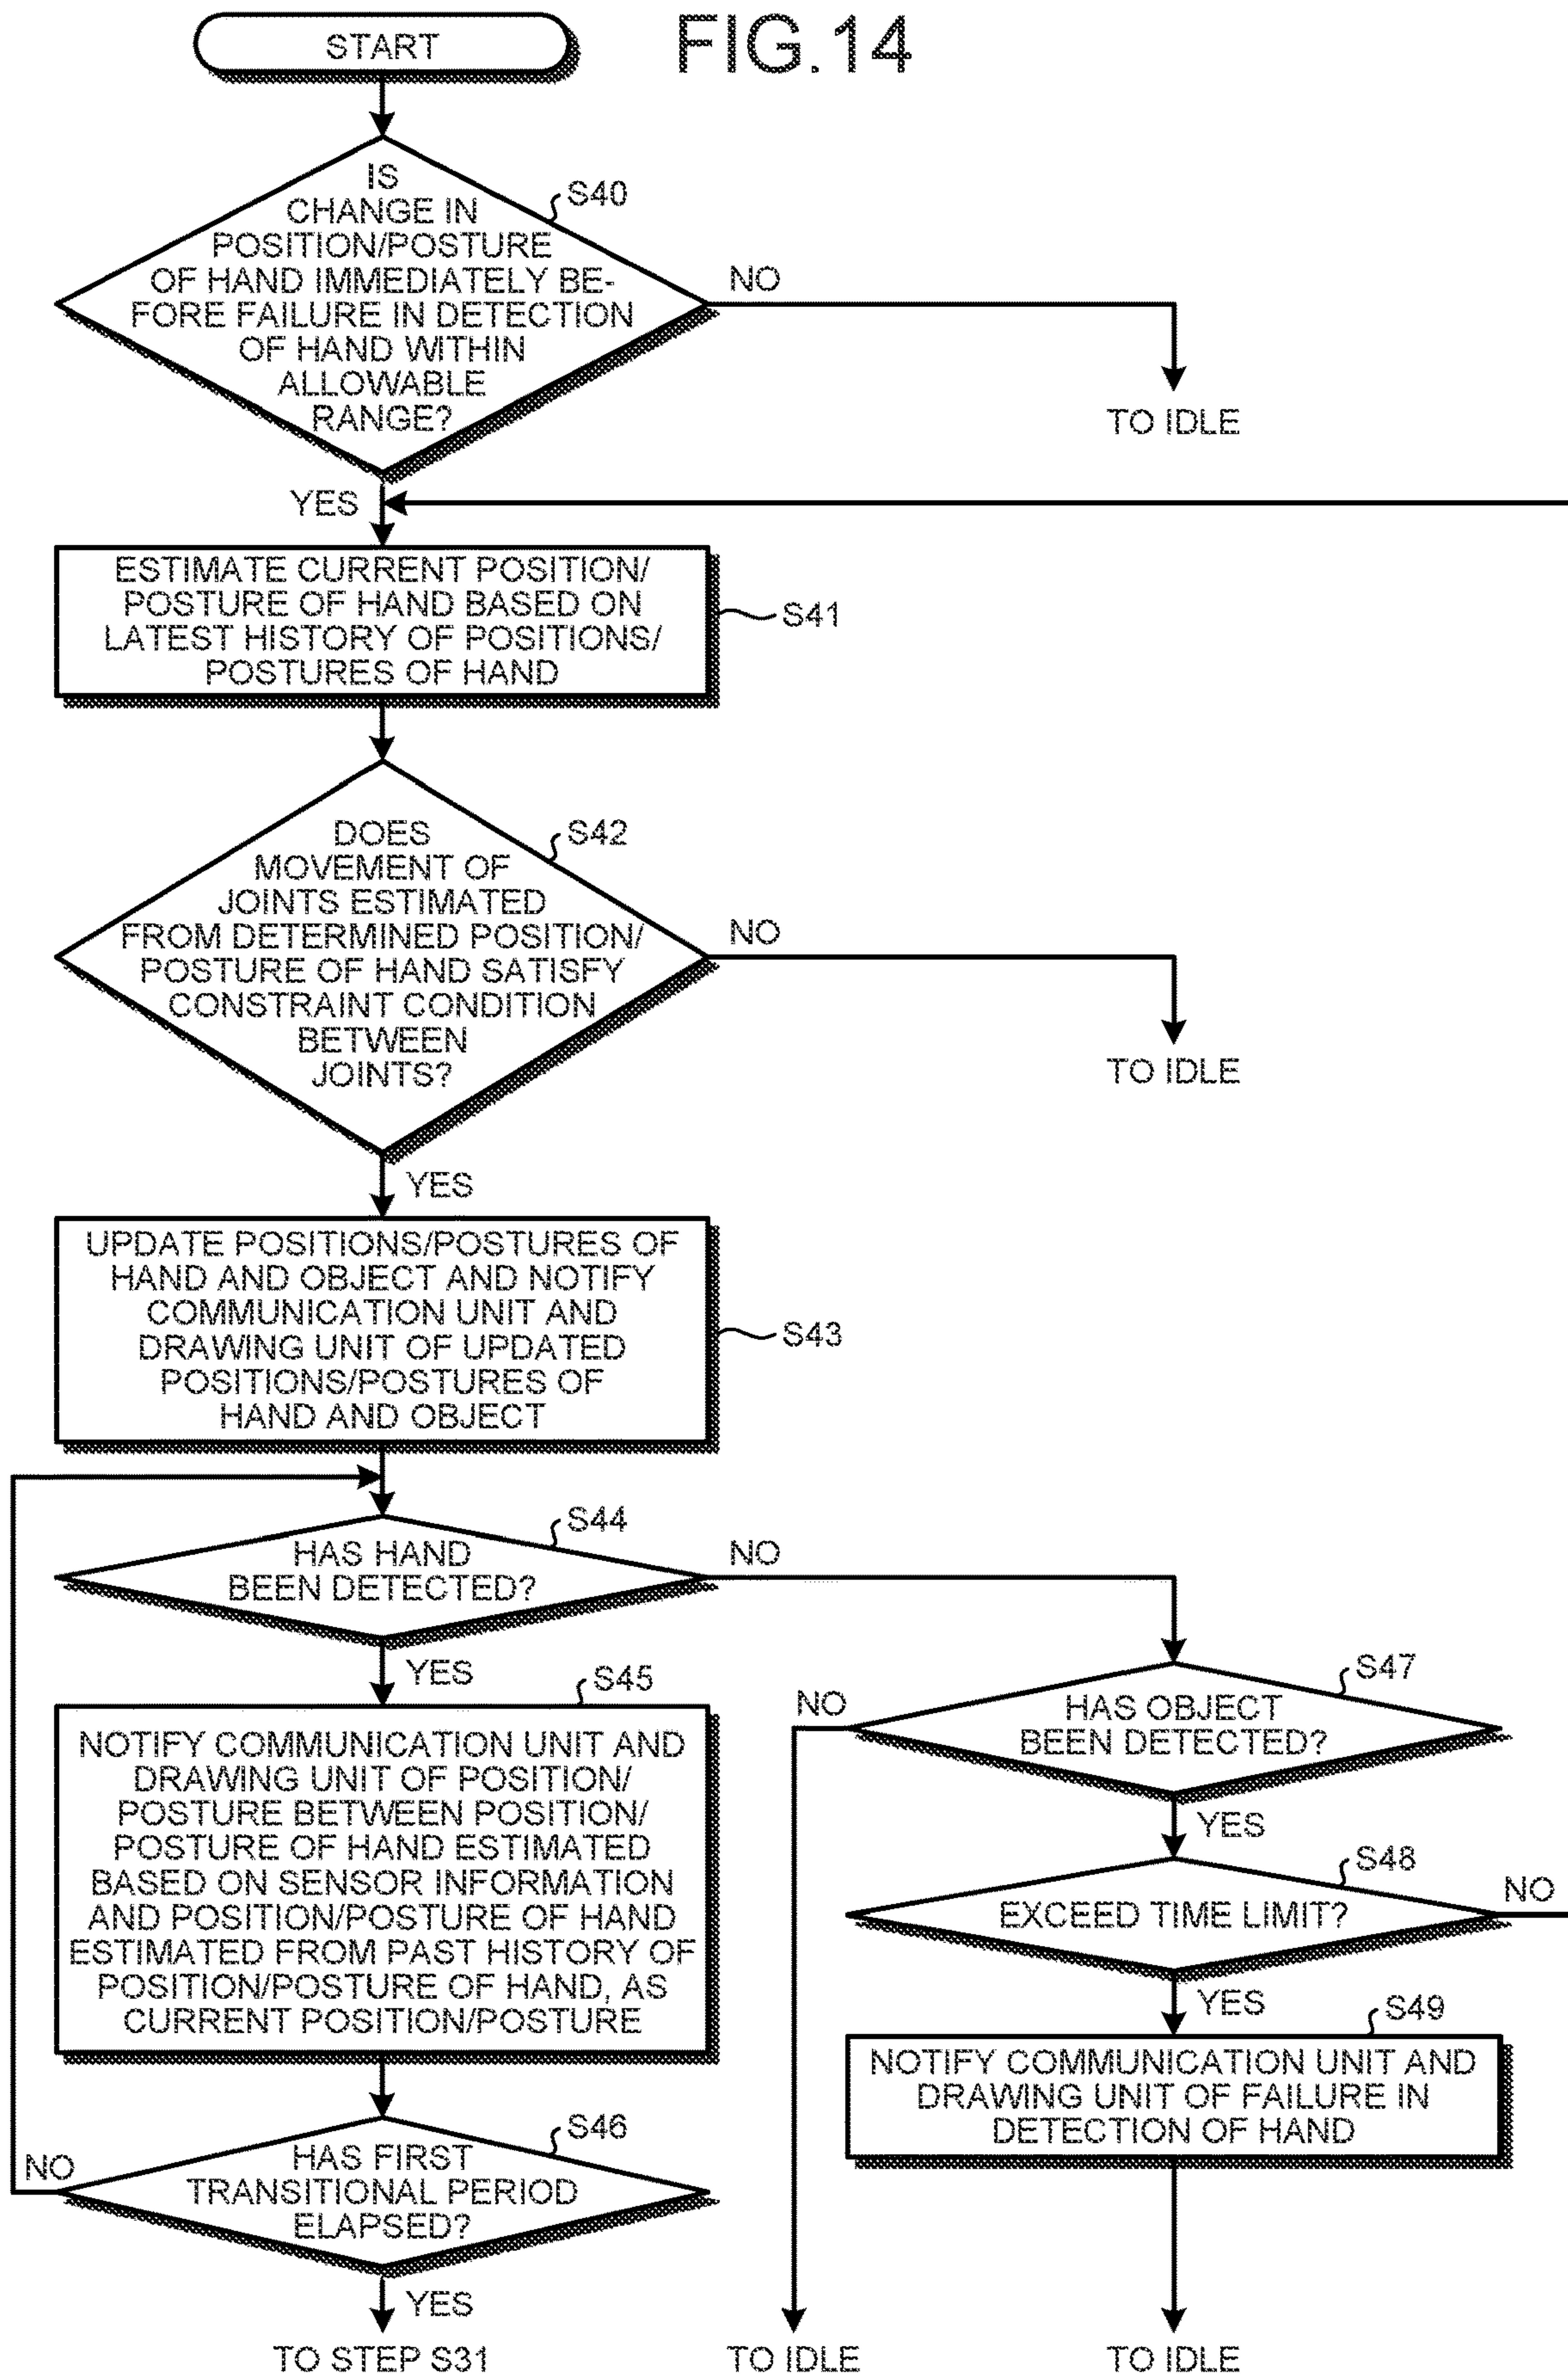 START
FIG.14
IS
CHANGE IN
POSITION/POSTURE
OF HAND IMMEDIATELY BE-
FORE FAILURE IN DETECTION
OF HAND WITHIN
ALLOWABLE
RANGE?
S40
NO
TO IDLE
YES
ESTIMATE CURRENT POSITION/
POSTURE OF HAND BASED ON
LATEST HISTORY OF POSITIONS/
POSTURES OF HAND
S41
DOES
MOVEMENT OF
JOINTS ESTIMATED
FROM DETERMINED POSITION/
POSTURE OF HAND SATISFY
CONSTRAINT CONDITION
BETWEEN
JOINTS?
S42
NO
TO IDLE
YES
UPDATE POSITIONS/POSTURES OF
HAND AND OBJECT AND NOTIFY
COMMUNICATION UNIT AND
DRAWING UNIT OF UPDATED
POSITIONS/POSTURES OF
HAND AND OBJECT
S43
HAS HAND
BEEN DETECTED?
S44
NO
YES
S45
NOTIFY COMMUNICATION UNIT AND
DRAWING UNIT OF POSITION/
POSTURE BETWEEN POSITION/
POSTURE OF HAND ESTIMATED
BASED ON SENSOR INFORMATION
AND POSITION/POSTURE OF HAND
ESTIMATED FROM PAST HISTORY OF
POSITION/POSTURE OF HAND, AS
CURRENT POSITION/POSTURE
HAS FIRST
TRANSITIONAL PERIOD
ELAPSED?
S46
NO
YES
TO STEP S31
HAS OBJECT
BEEN DETECTED?
S47
NO
YES
EXCEED TIME LIMIT?
S48
NO
YES
S49
NOTIFY COMMUNICATION UNIT AND
DRAWING UNIT OF FAILURE IN
DETECTION OF HAND
TO IDLE
TO IDLE